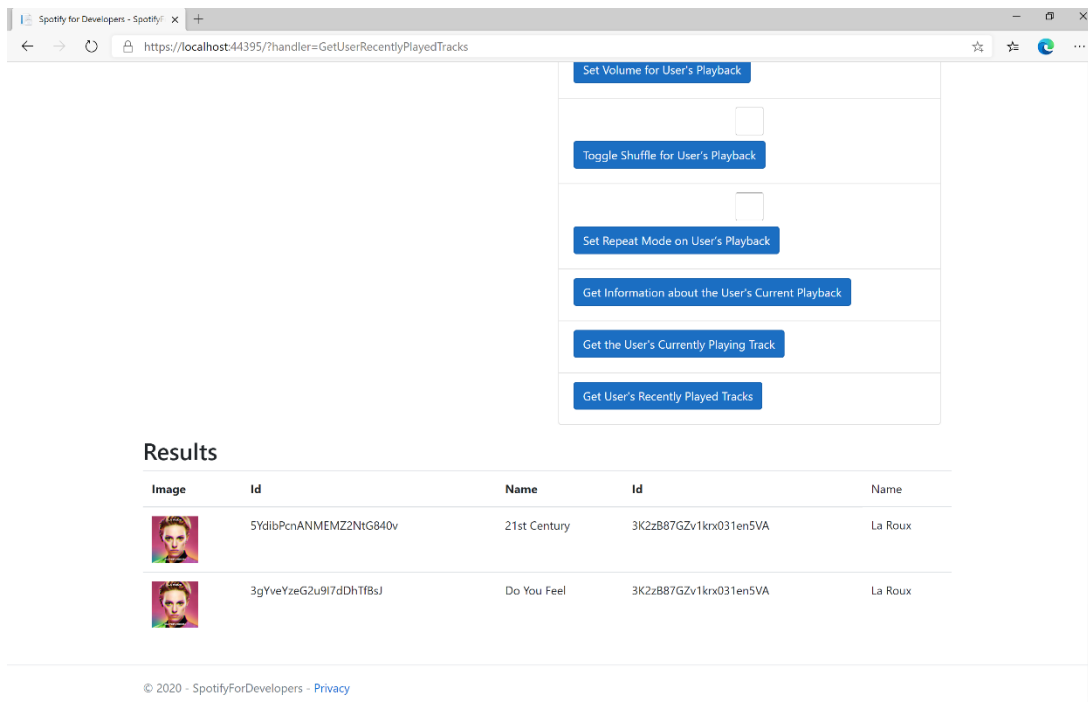 Spotify for Developers - SpotifyF
https://localhost:44395/?handler=GetUserRecentlyPlayedTracks
Set Volume for User's Playback
Toggle Shuffle for User's Playback
Set Repeat Mode on User's Playback
Get Information about the User's Current Playback
Get the User's Currently Playing Track
Get User's Recently Played Tracks
Results
Image Id Name Id Name
5YdibPcnANMEMZ2NtG840v 21st Century 3K2zB87GZv1krx031en5VA La Roux
3gYveYzeG2u9I7dDhTfBsJ Do You Feel 3K2zB87GZv1krx031en5VA La Roux
© 2020 - SpotifyForDevelopers - Privacy